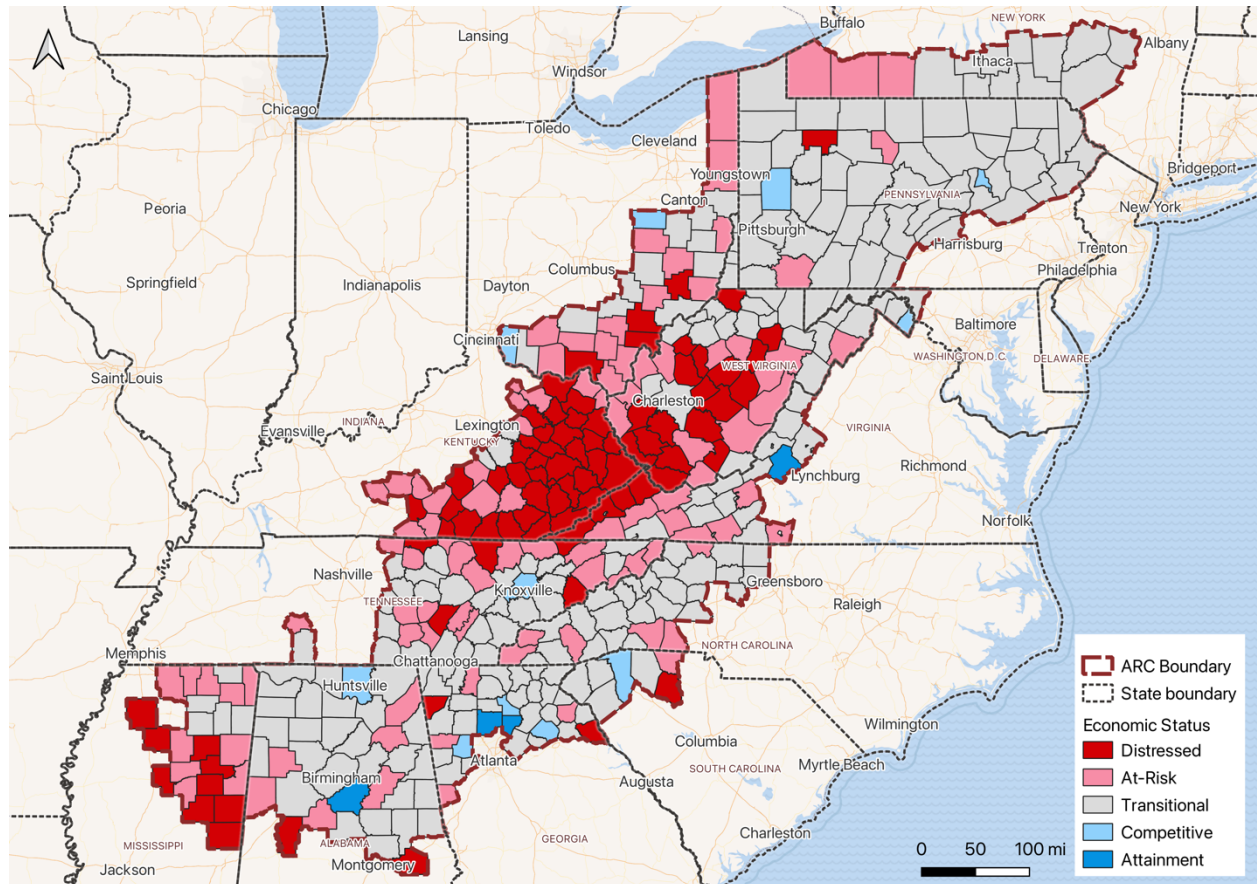 Buffalo
NEW YORK
Lansing
Albany
Ithaca
Windsor
Chicago
Toledo
Cleveland
Youngstown
Bridgeport
PENNSYLVANIA
New York
Canton
Peoria
Pittsburgh
Harrisburg
Trenton
Columbus
Philadelphia
Springfield
Indianapolis
Dayton
Baltimore
Cincinnati
WASHINGTON,D.C.
DELAWARE
WEST VIRGINIA
Saint Louis
Charleston
INDIANA
Lexington
VIRGINIA
Evansville
KENTUCKY
Richmond
Lynchburg
Norfolk
Nashville
Greensboro
Knoxville
TENNESSEE
Raleigh
NORTH CAROLINA
Memphis
Chattanooga
Huntsville
Wilmington
Columbia
Atlanta
Myrtle Beach
SOUTH CAROLINA
Birmingham
Augusta
Charleston
GEORGIA
MISSISSIPPI
ALABAMA
Montgomery
Jackson
ARC Boundary
State boundary
Economic Status
Distressed
At-Risk
Transitional
Competitive
Attainment
0 50 100 mi